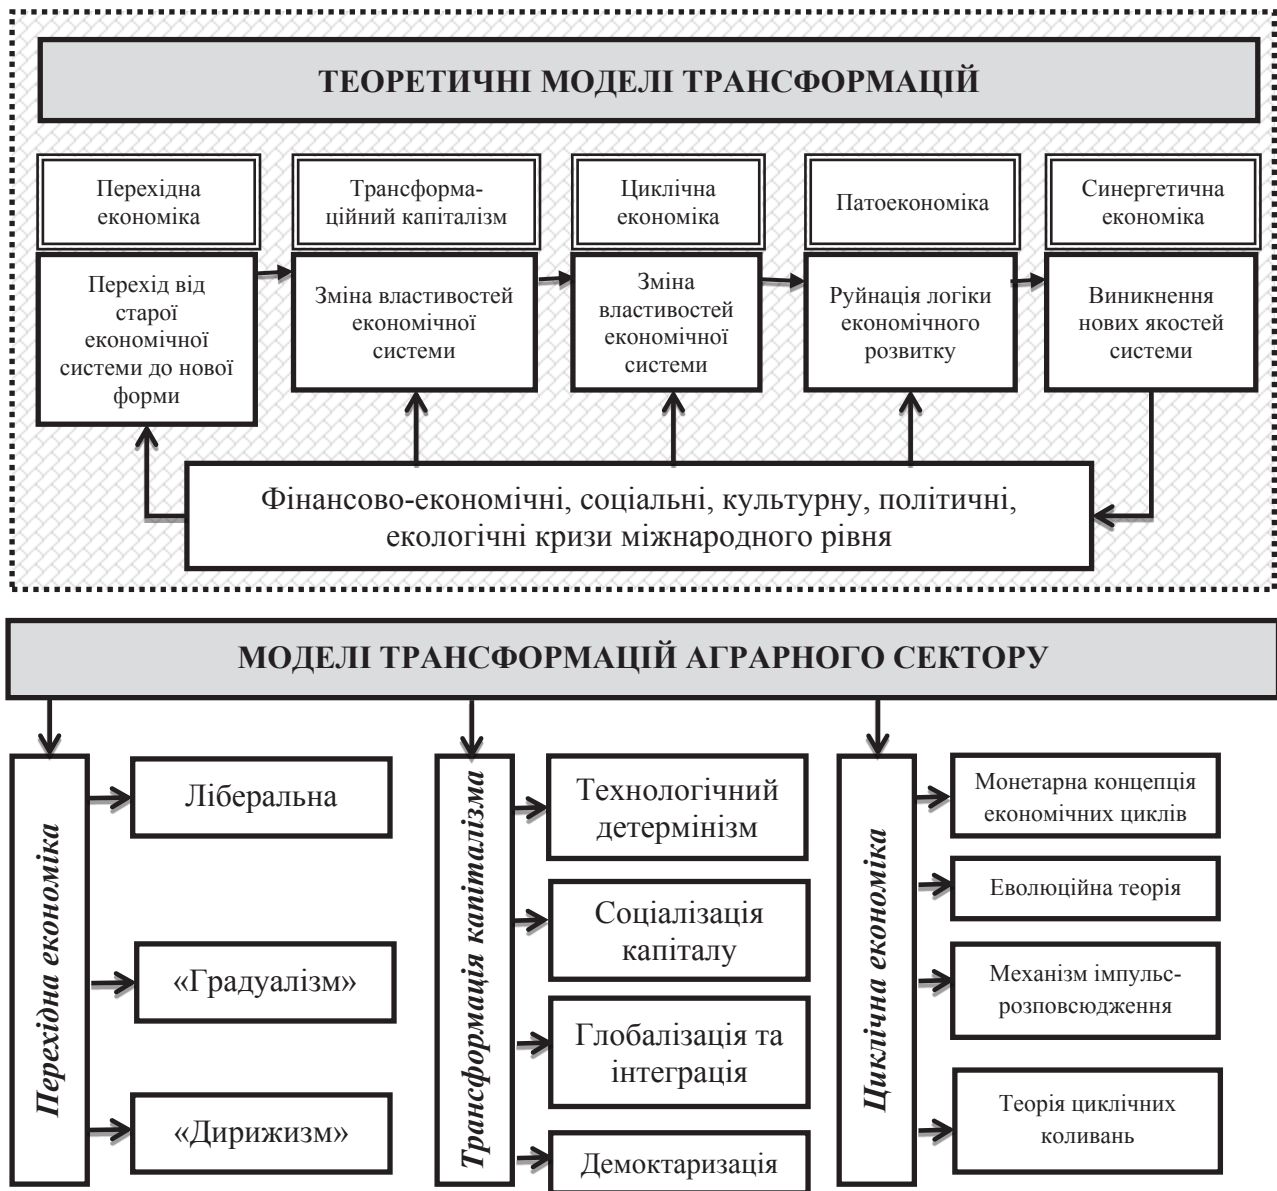 ТЕОРЕТИЧНІ МОДЕЛІ ТРАНСФОРМАЦІЙ
Перехідна
економіка
Трансформа-
ційний капіталізм
Циклічна
економіка
Патоекономіка
Синергетична
економіка
Перехід від
старої
економічної
системи до нової
форми
Зміна властивостей
економічної
системи
Зміна
властивостей
економічної
системи
Руйнація логіки
економічного
розвитку
Виникнення
нових якостей
системи
Фінансово-економічні, соціальні, культурну, політичні,
екологічні кризи міжнародного рівня
МОДЕЛІ ТРАНСФОРМАЦІЙ АГРАРНОГО СЕКТОРУ
Перехідна економіка
Ліберальна
«Градуалізм»
«Дирижизм»
Трансформація капіталізма
Технологічний
детермінізм
Соціалізація
капіталу
Глобалізація та
інтеграція
Демоктаризація
Циклічна економіка
Монетарна концепція
економічних циклів
Еволюційна теорія
Механізм імпульс-
розповсюдження
Теорія циклічних
коливань